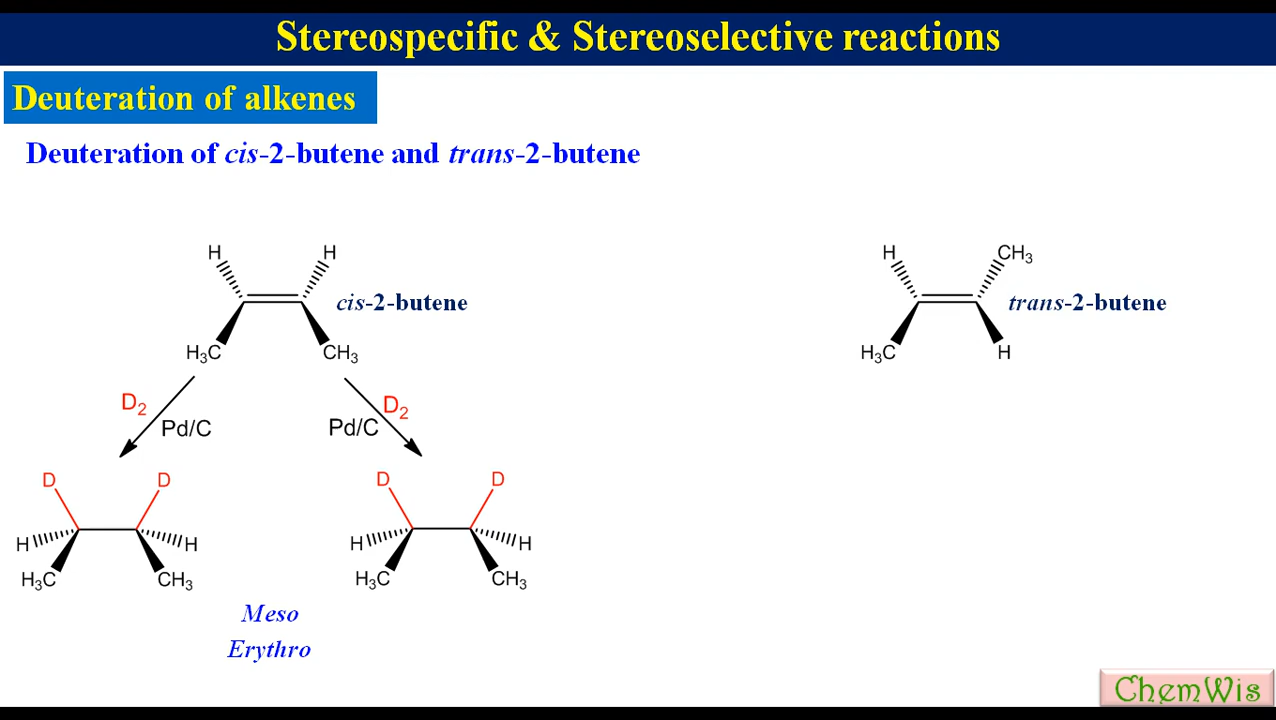 Stereospecific & Stereoselective reactions
Deuteration of alkenes
Deuteration of cis-2-butene and trans-2-butene
H H
cis-2-butene
H₃C CH₃
H CH₃
trans-2-butene
H₃C H
D₂ D₂
Pd/C Pd/C
D D D D
H H H H
H₃C CH₃ H₃C CH₃
Meso
Erythro
ChemWis